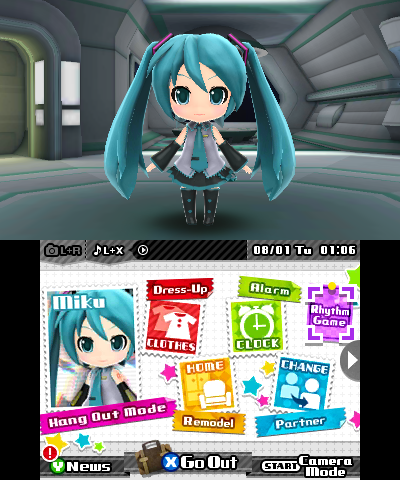 L+R ♪L+X 08/01 Tu 01:06
Miku
Dress-Up
CLOTHES
Alarm
CLOCK
Rhythm
Game
HOME
Remodel
CHANGE
Partner
Hang Out Mode
! Y News
X Go Out
START Camera
Mode